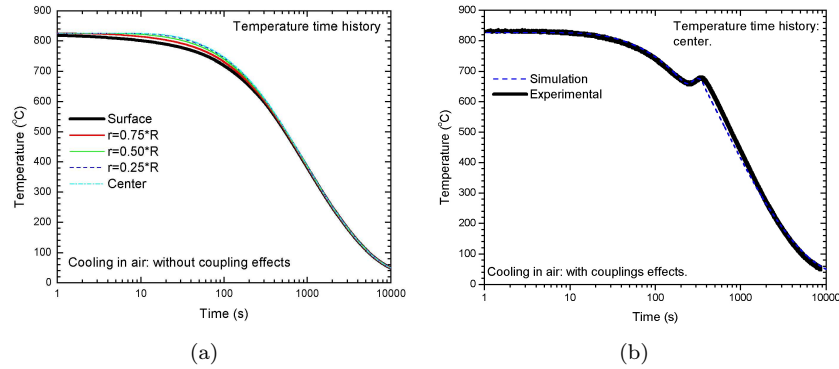 Temperature time history
900
800
700
600
500
400
300
200
100
0
Temperature (°C)
Surface
r=0.75*R
r=0.50*R
r=0.25*R
Center
Cooling in air: without coupling effects
1 10 100 1000 10000
Time (s)
(a)
Temperature time history:
center.
900
800
700
600
500
400
300
200
100
0
Temperature (°C)
Simulation
Experimental
Cooling in air: with couplings effects.
1 10 100 1000 10000
Time (s)
(b)